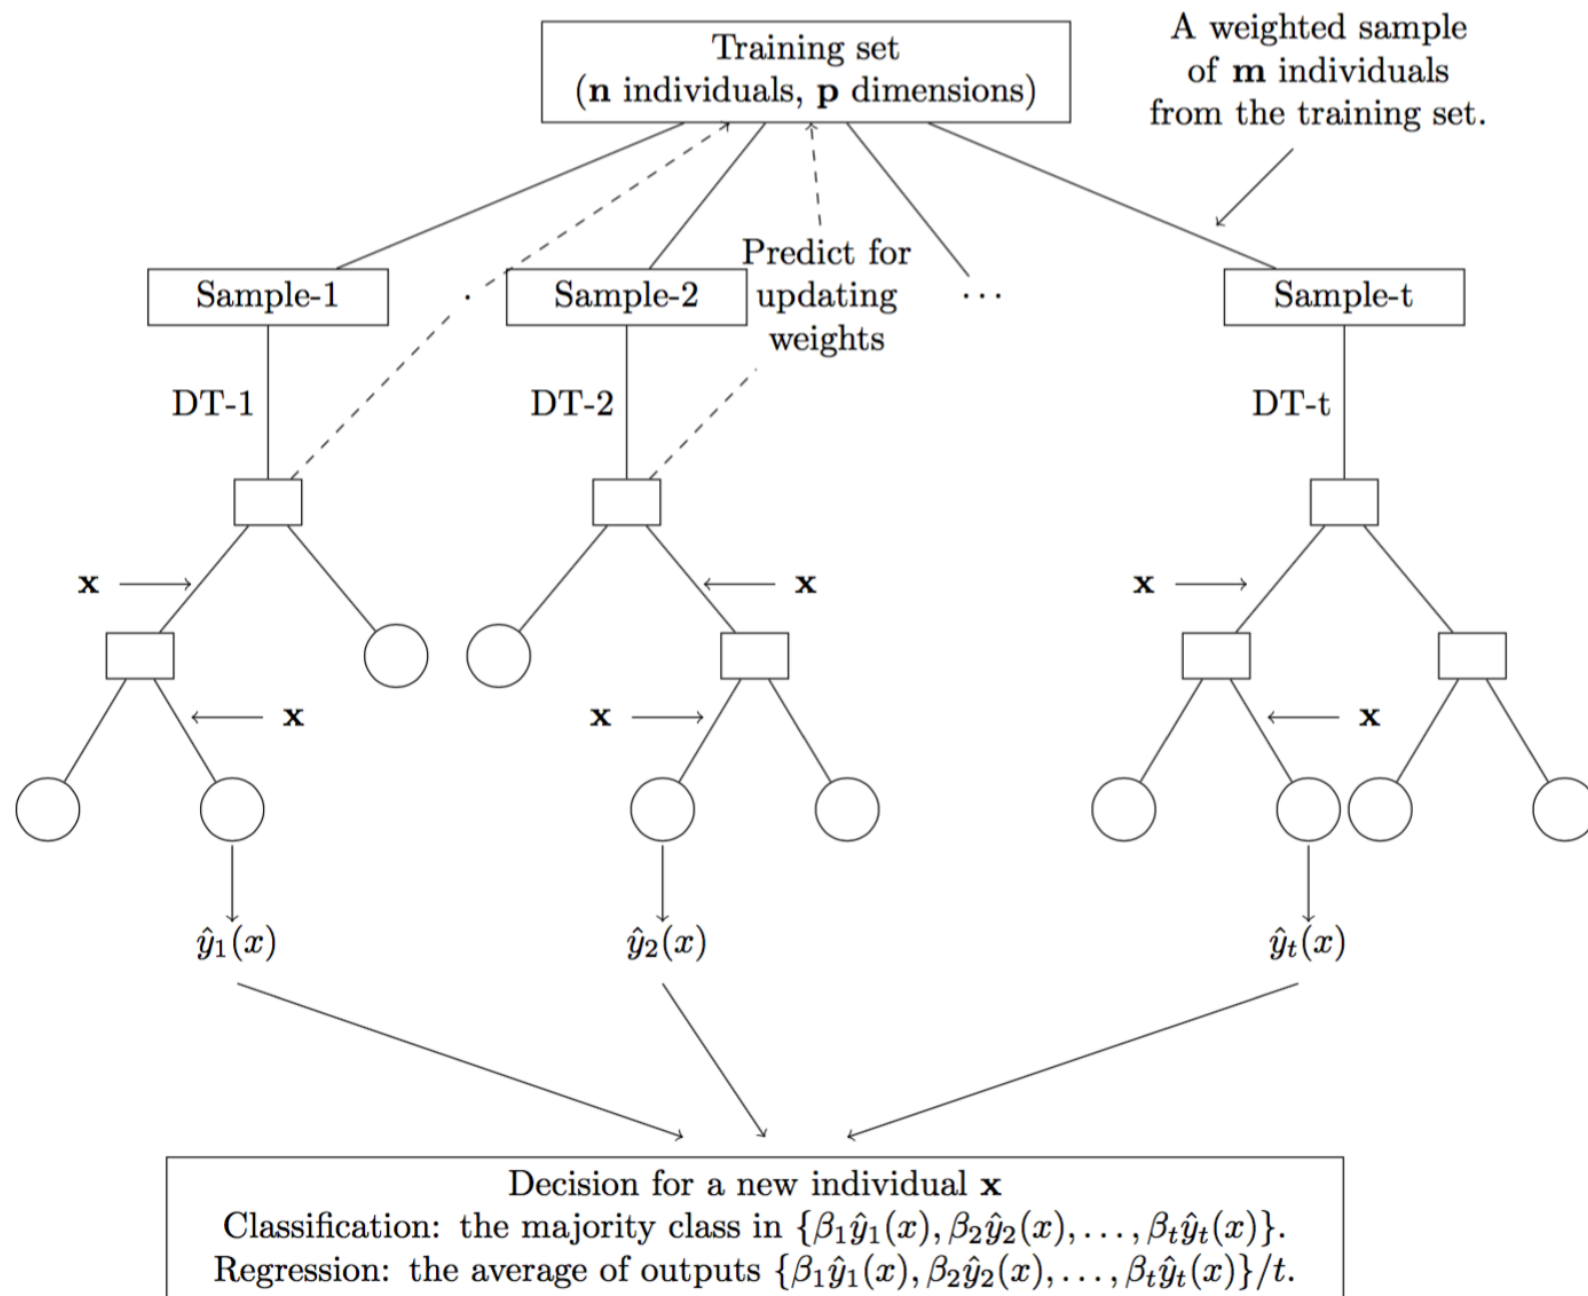 Training set
(n individuals, p dimensions)
A weighted sample
of m individuals
from the training set.
Sample-1
Sample-2
Predict for
updating
weights
. . .
Sample-t
DT-1
DT-2
DT-t
x
x
x
x
x
x
ŷ₁(x)
ŷ₂(x)
ŷₜ(x)
Decision for a new individual x
Classification: the majority class in {β₁ŷ₁(x), β₂ŷ₂(x), . . . , βₜŷₜ(x)}.
Regression: the average of outputs {β₁ŷ₁(x), β₂ŷ₂(x), . . . , βₜŷₜ(x)}/t.